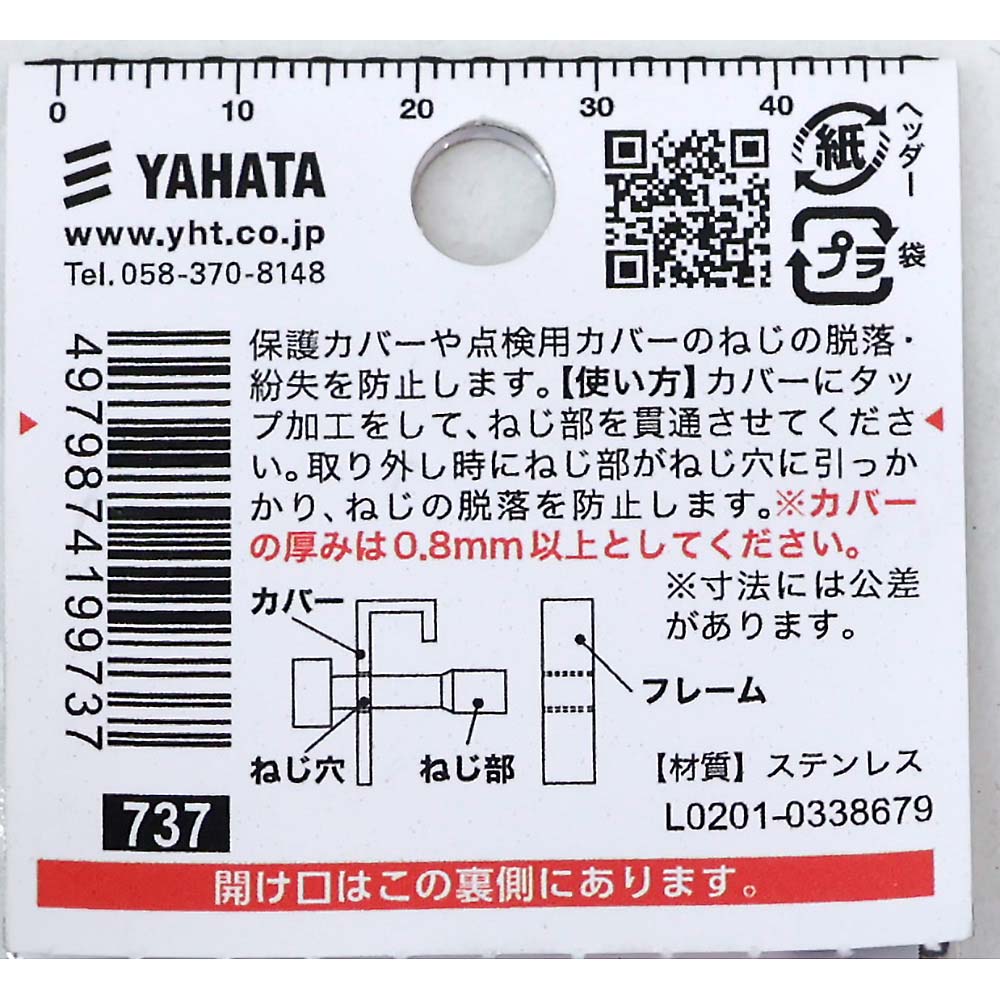 0 10 20 30 40
YAHATA
www.yht.co.jp
Tel. 058-370-8148
紙
ヘッダー
プラ
袋
4979874199737
保護カバーや点検用カバーのねじの脱落・
紛失を防止します。【使い方】カバーにタッ
プ加工をして、ねじ部を貫通させてくださ
い。取り外し時にねじ部がねじ穴に引っか
かり、ねじの脱落を防止します。※カバー
の厚みは0.8mm以上としてください。
※寸法には公差
があります。
カバー
フレーム
ねじ穴
ねじ部
【材質】ステンレス
737
L0201-0338679
開け口はこの裏側にあります。